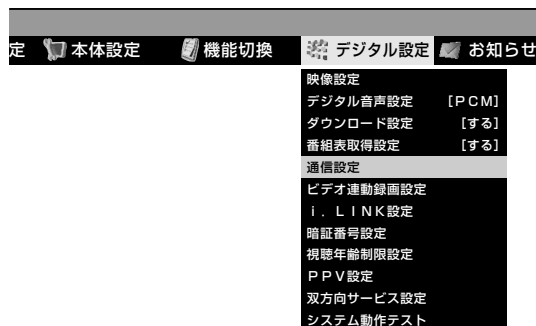 定 本体設定 機能切換 デジタル設定 お知らせ
映像設定
デジタル音声設定 [PCM]
ダウンロード設定 [する]
番組表取得設定 [する]
通信設定
ビデオ連動録画設定
i．LINK設定
暗証番号設定
視聴年齢制限設定
PPV設定
双方向サービス設定
システム動作テスト